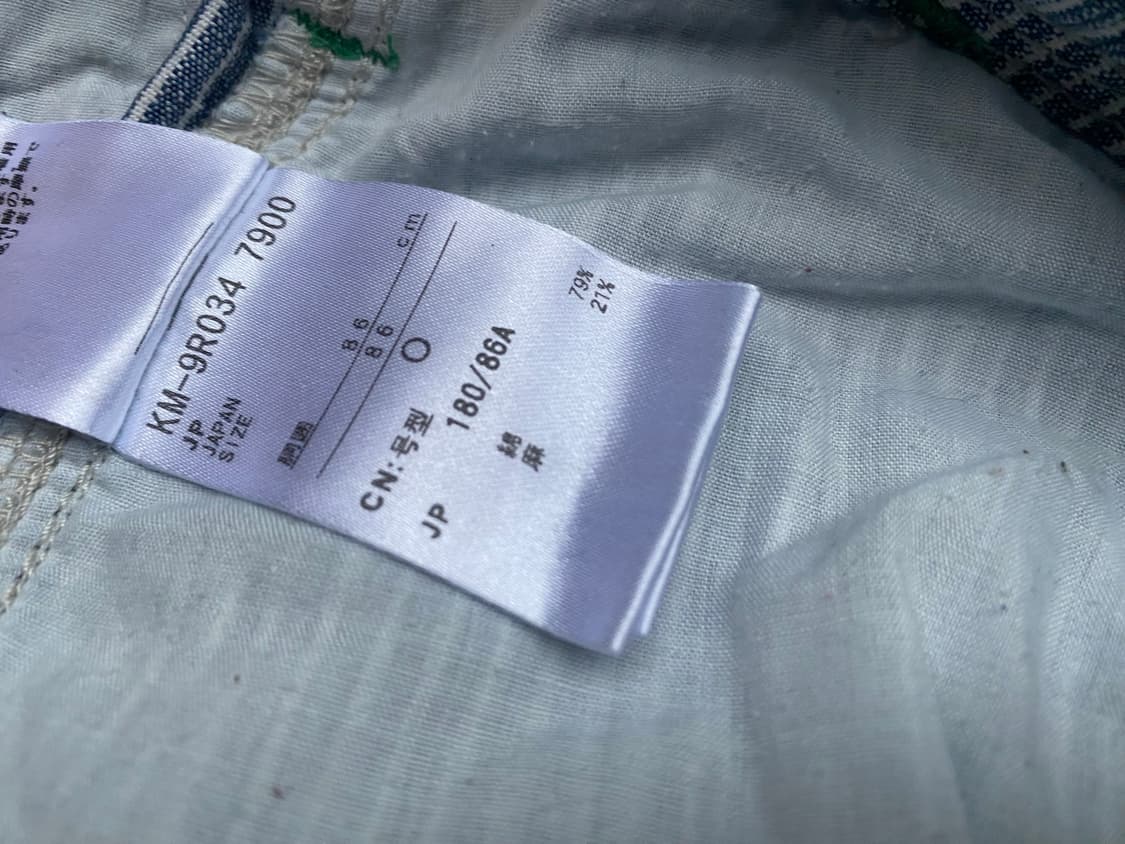 KM-9R034 7900
JP
JAPAN
SIZE
86
胴囲 86 cm
○
CN:号型
JP 180/86A
綿 79%
麻 21%